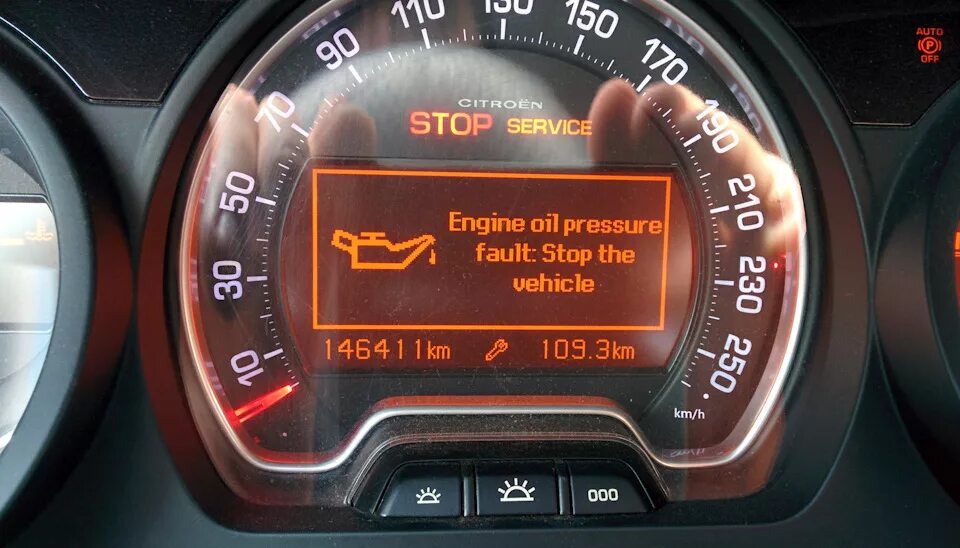 AUTO
P
OFF
10
30
50
70
90
110
130
150
170
190
210
230
250
km/h
CITROËN
STOP SERVICE
Engine oil pressure
fault: Stop the
vehicle
146411km 109.3km
000